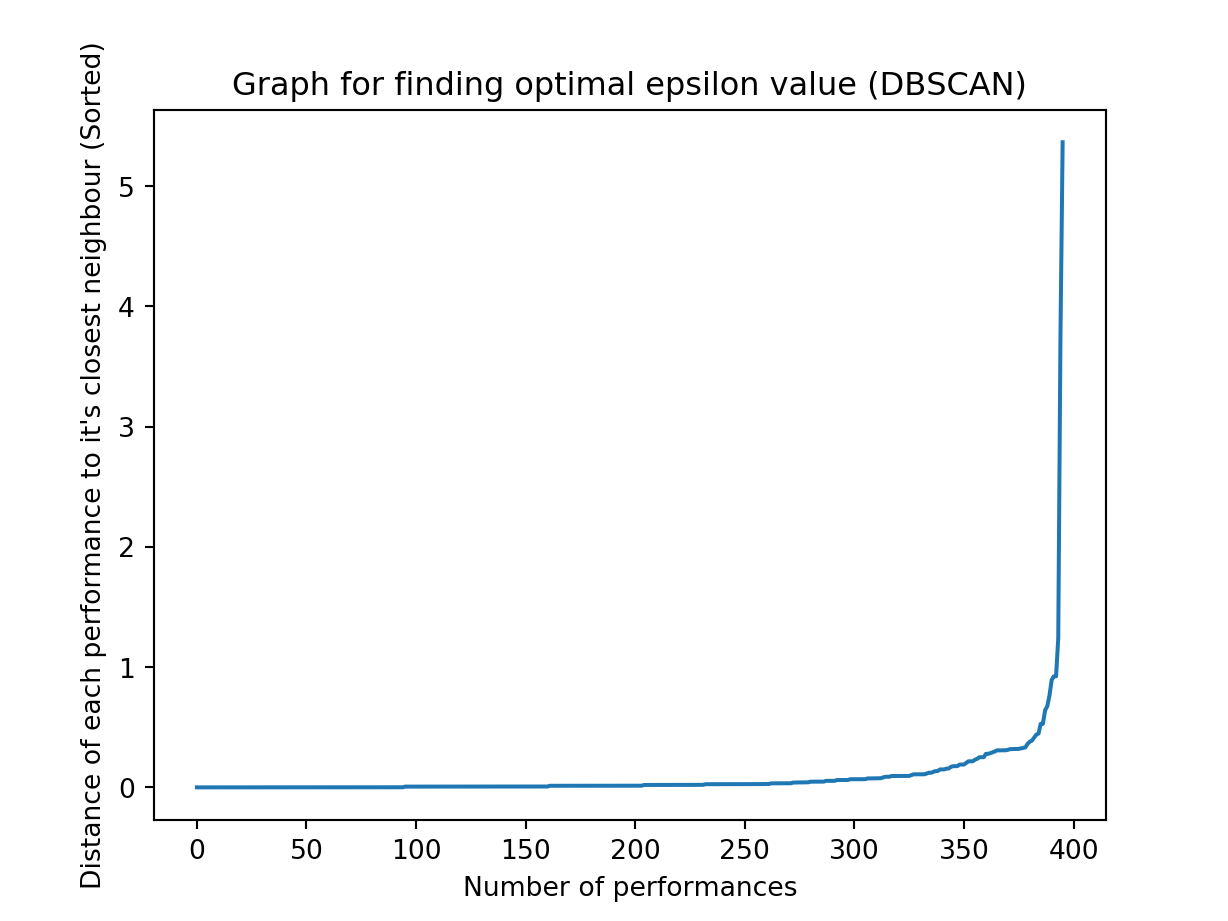 Graph for finding optimal epsilon value (DBSCAN)
Distance of each performance to it's closest neighbour (Sorted)
5
4
3
2
1
0
0 50 100 150 200 250 300 350 400
Number of performances